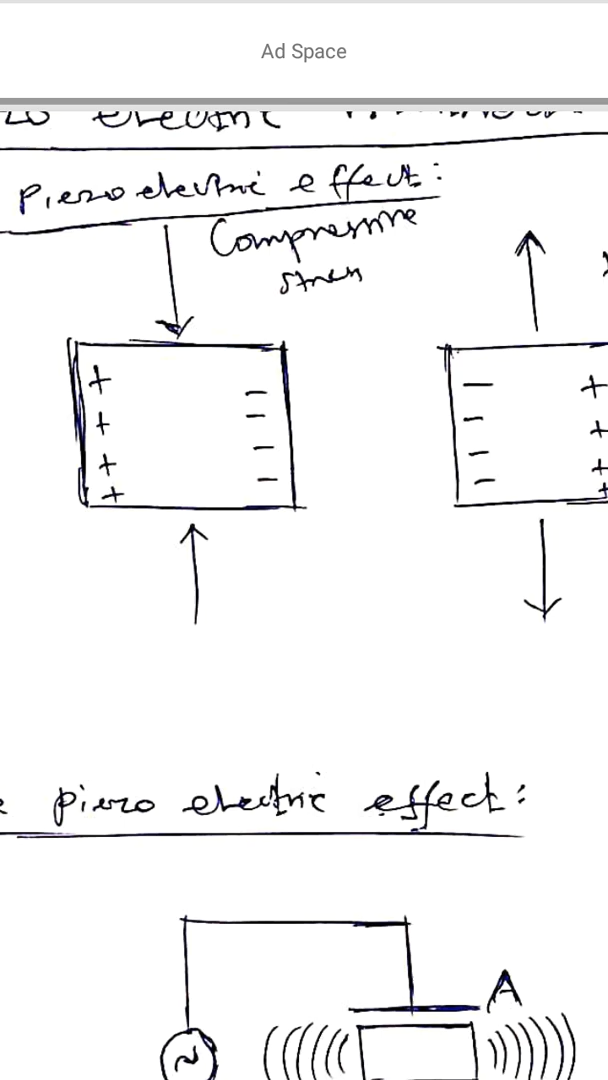 Ad Space
Piezo electric effect:
Compressive
stress
+ −
+ −
+ −
+ −
− +
− +
− +
− +
piezo electric effect:
A
~